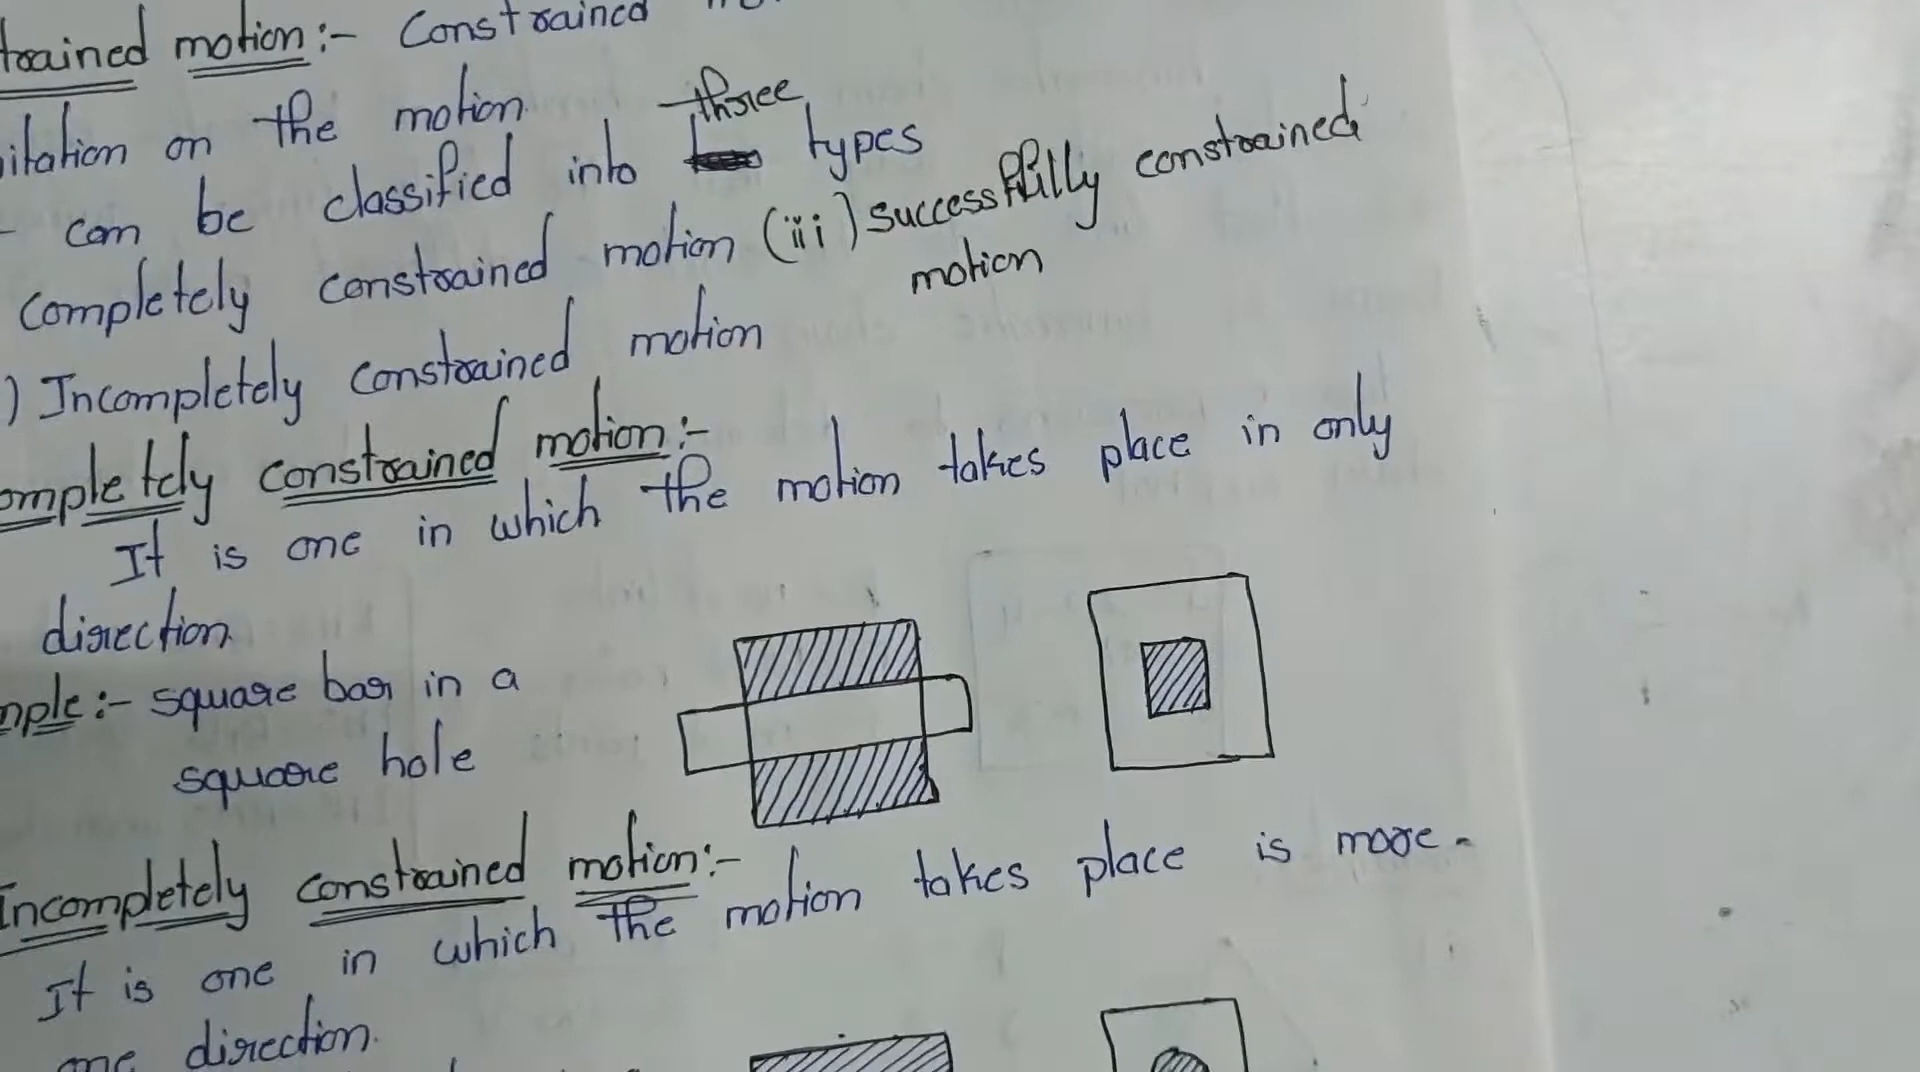 trained motion:- Constrained
itation on the motion.
can be classified into three types
Completely constrained motion (iii) successfully constrained
motion
) Incompletely constrained motion
ompletely constrained motion:-
It is one in which the motion takes place in only
direction.
mple:- square bar in a
square hole
Incompletely constrained motion:-
It is one in which the motion takes place is more-
one direction.